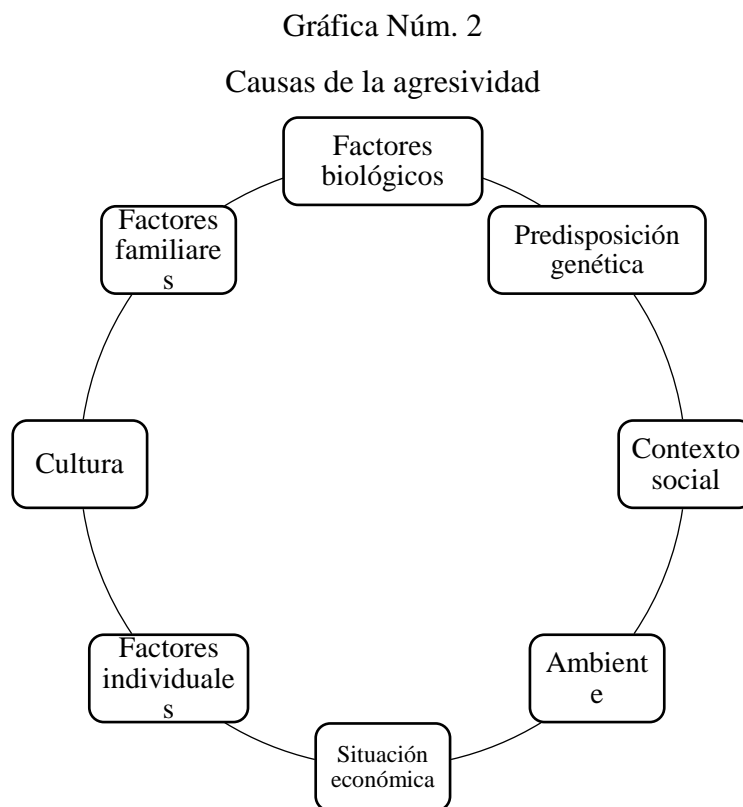 Gráfica Núm. 2
Causas de la agresividad
Factores
biológicos
Predisposición
genética
Contexto
social
Ambient
e
Situación
económica
Factores
individuale
s
Cultura
Factores
familiare
s